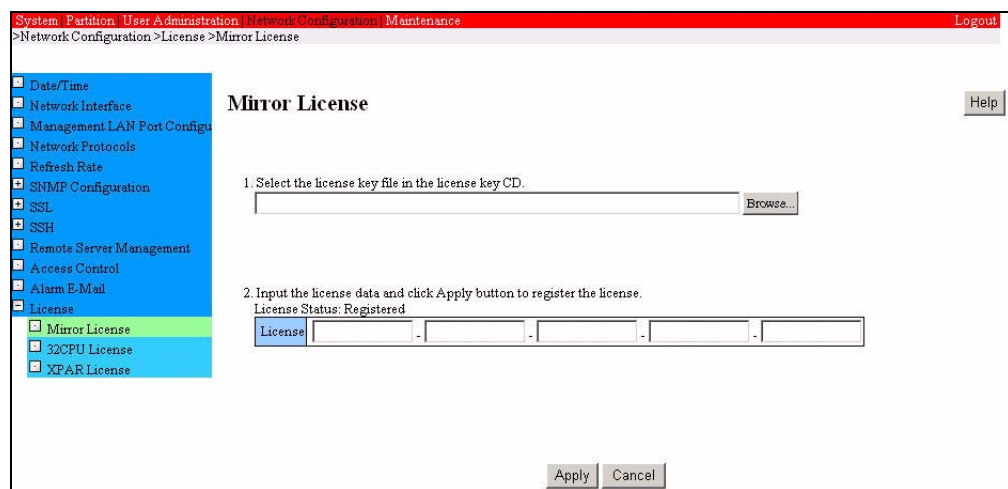 System | Partition | User Administration | Network Configuration | Maintenance Logout
>Network Configuration >License >Mirror License
Date/Time
Network Interface
Management LAN Port Configu
Network Protocols
Refresh Rate
SNMP Configuration
SSL
SSH
Remote Server Management
Access Control
Alarm E-Mail
License
Mirror License
32CPU License
XPAR License
Mirror License
Help
1. Select the license key file in the license key CD.
Browse...
2. Input the license data and click Apply button to register the license.
License Status: Registered
License - - - -
Apply Cancel